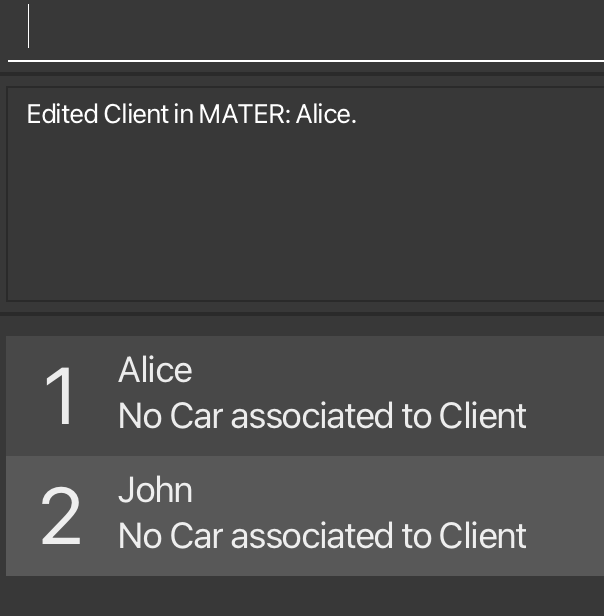 Edited Client in MATER: Alice.
1
Alice
No Car associated to Client
2
John
No Car associated to Client